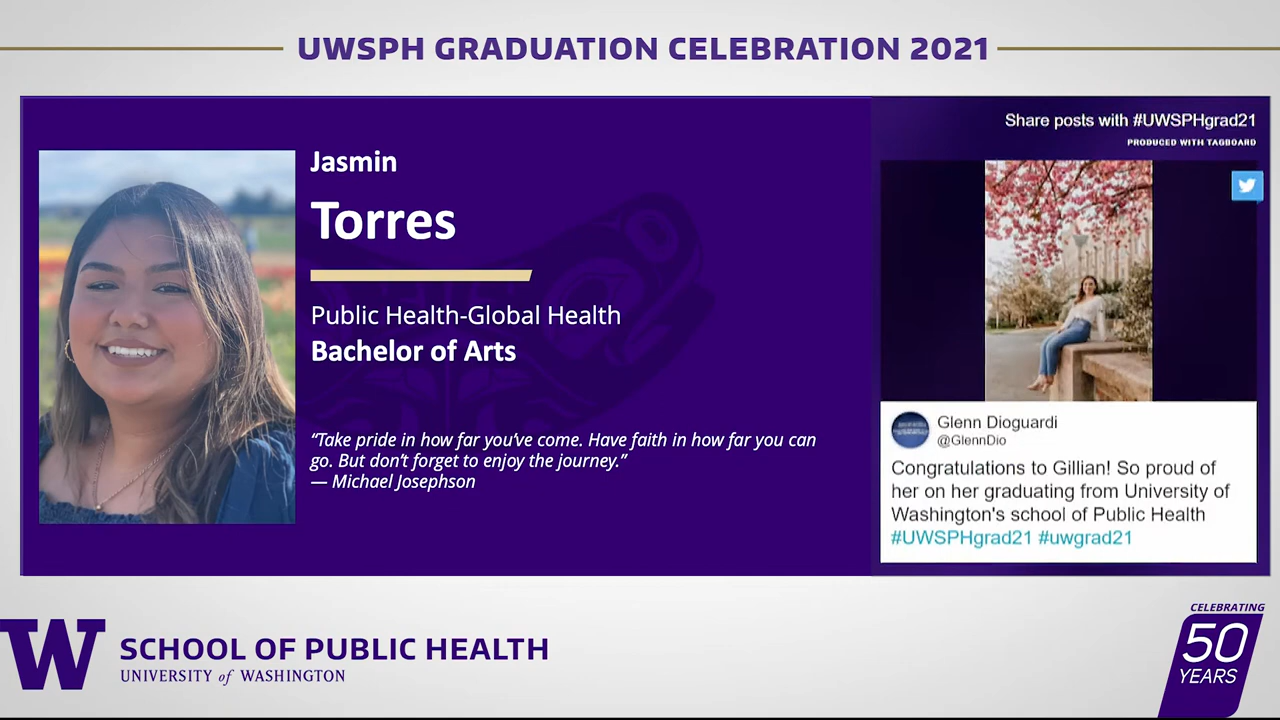 UWSPH GRADUATION CELEBRATION 2021
Jasmin
Torres
Public Health-Global Health
Bachelor of Arts
“Take pride in how far you’ve come. Have faith in how far you can
go. But don’t forget to enjoy the journey.”
— Michael Josephson
Share posts with #UWSPHgrad21
PRODUCED WITH TAGBOARD
Glenn Dioguardi
@GlennDio
Congratulations to Gillian! So proud of
her on her graduating from University of
Washington's school of Public Health
#UWSPHgrad21 #uwgrad21
W
SCHOOL OF PUBLIC HEALTH
UNIVERSITY of WASHINGTON
CELEBRATING
50
YEARS